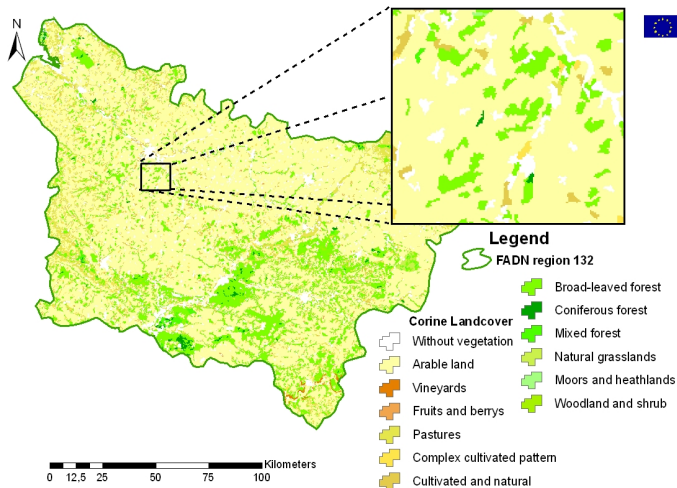 N
Legend
FADN region 132
Corine Landcover
Without vegetation
Arable land
Vineyards
Fruits and berrys
Pastures
Complex cultivated pattern
Cultivated and natural
Broad-leaved forest
Coniferous forest
Mixed forest
Natural grasslands
Moors and heathlands
Woodland and shrub
Kilometers
0 12,5 25 50 75 100